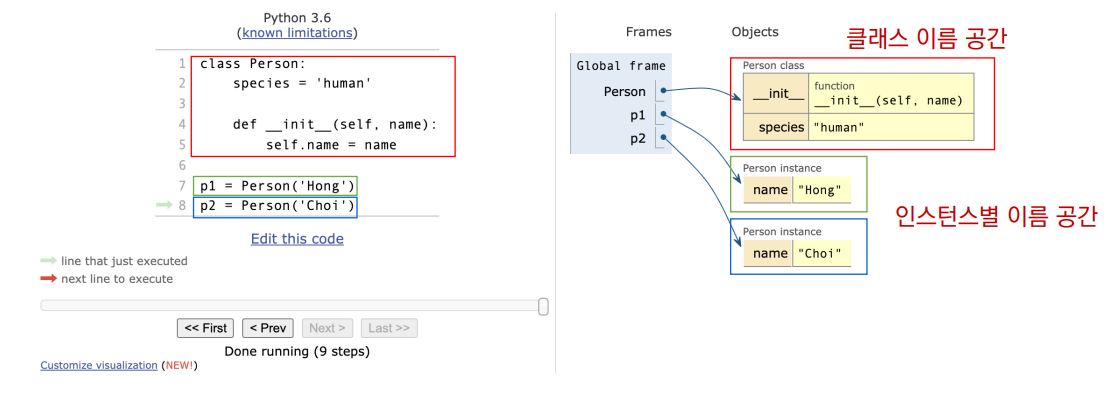 Python 3.6
(known limitations)
1 class Person:
2     species = 'human'
3
4     def __init__(self, name):
5         self.name = name
6
7 p1 = Person('Hong')
8 p2 = Person('Choi')
Edit this code
line that just executed
next line to execute
<< First < Prev Next > Last >>
Done running (9 steps)
Customize visualization (NEW!)
Frames Objects
클래스 이름 공간
Global frame
Person
p1
p2
Person class
__init__ function
__init__(self, name)
species "human"
Person instance
name "Hong"
인스턴스별 이름 공간
Person instance
name "Choi"